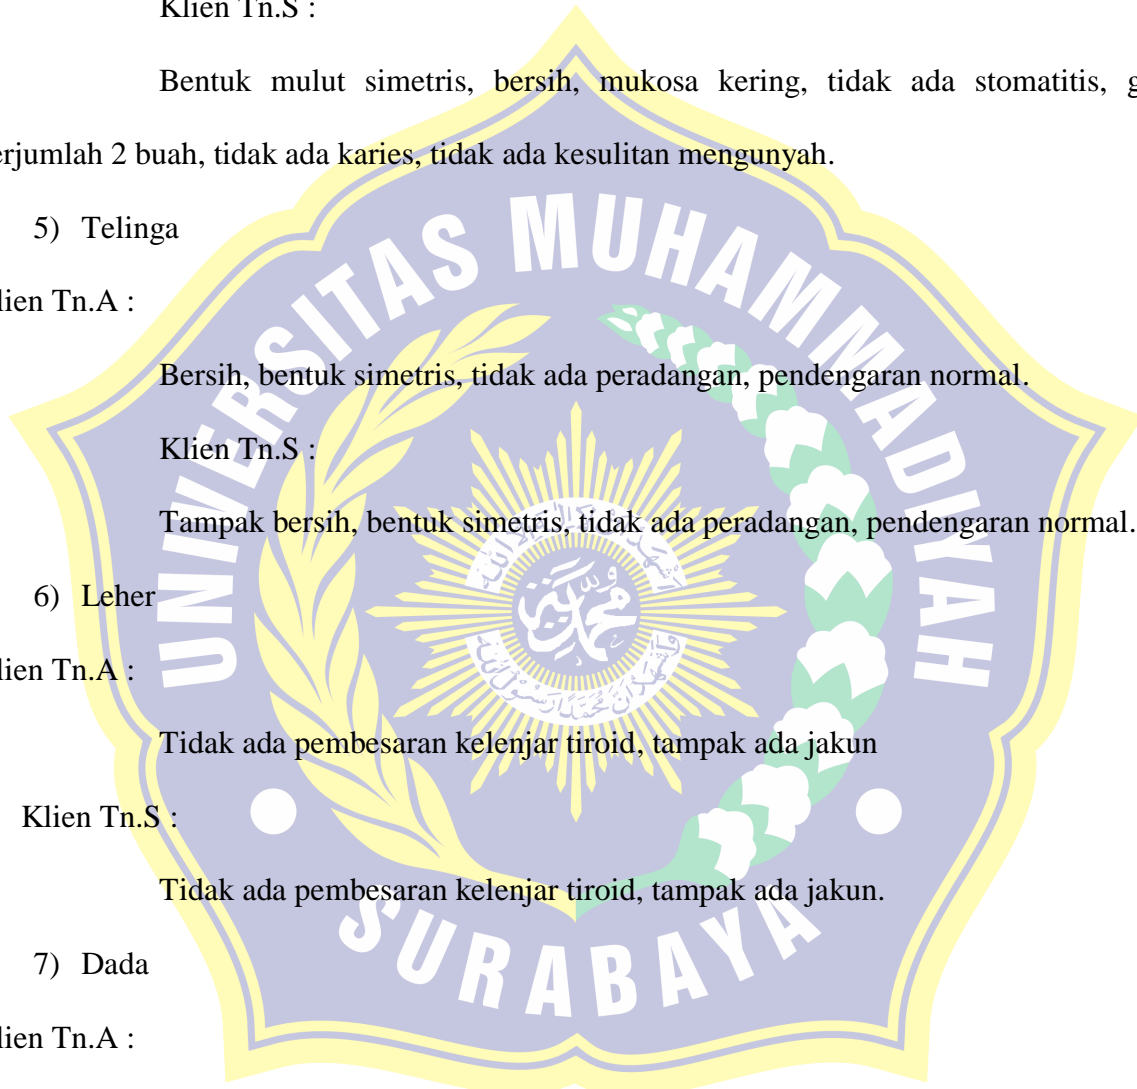 Klien Tn.S :
Bentuk mulut simetris, bersih, mukosa kering, tidak ada stomatitis, g
erjumlah 2 buah, tidak ada karies, tidak ada kesulitan mengunyah.
5) Telinga
lien Tn.A :
Bersih, bentuk simetris, tidak ada peradangan, pendengaran normal.
Klien Tn.S :
Tampak bersih, bentuk simetris, tidak ada peradangan, pendengaran normal.
6) Leher
lien Tn.A :
Tidak ada pembesaran kelenjar tiroid, tampak ada jakun
Klien Tn.S :
Tidak ada pembesaran kelenjar tiroid, tampak ada jakun.
7) Dada
lien Tn.A :
UNIVERSITAS MUHAMMADIYAH
SURABAYA